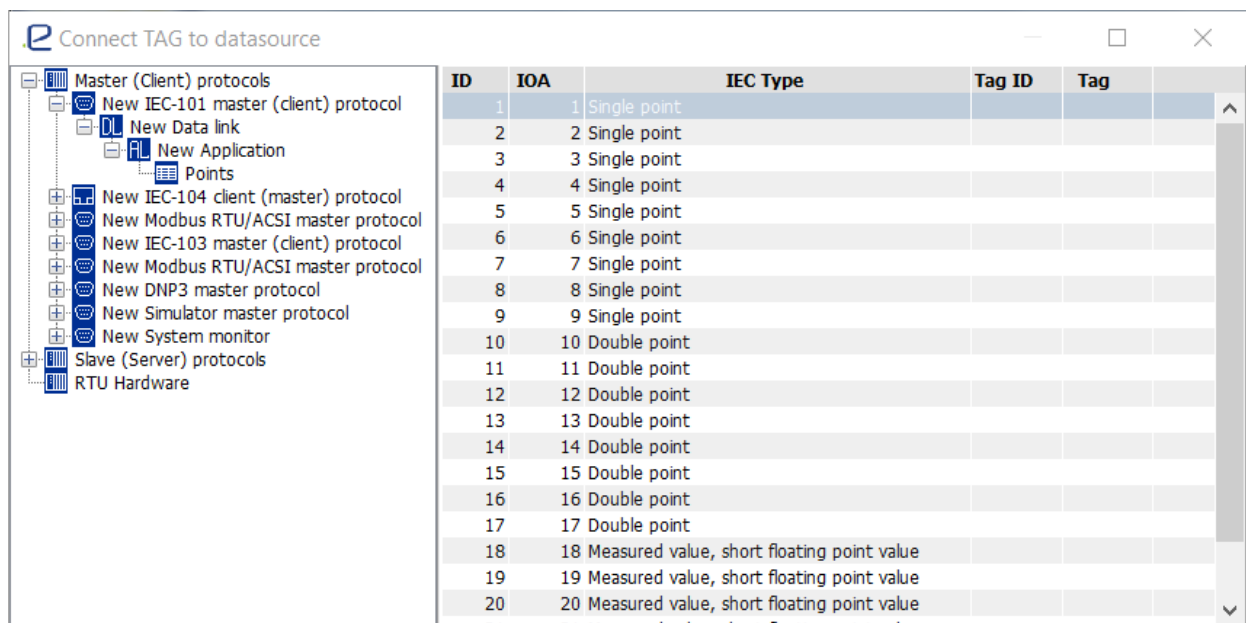 Connect TAG to datasource
Master (Client) protocols
New IEC-101 master (client) protocol
DL New Data link
AL New Application
Points
New IEC-104 client (master) protocol
New Modbus RTU/ACSI master protocol
New IEC-103 master (client) protocol
New Modbus RTU/ACSI master protocol
New DNP3 master protocol
New Simulator master protocol
New System monitor
Slave (Server) protocols
RTU Hardware
ID IOA IEC Type Tag ID Tag
1 1 Single point
2 2 Single point
3 3 Single point
4 4 Single point
5 5 Single point
6 6 Single point
7 7 Single point
8 8 Single point
9 9 Single point
10 10 Double point
11 11 Double point
12 12 Double point
13 13 Double point
14 14 Double point
15 15 Double point
16 16 Double point
17 17 Double point
18 18 Measured value, short floating point value
19 19 Measured value, short floating point value
20 20 Measured value, short floating point value